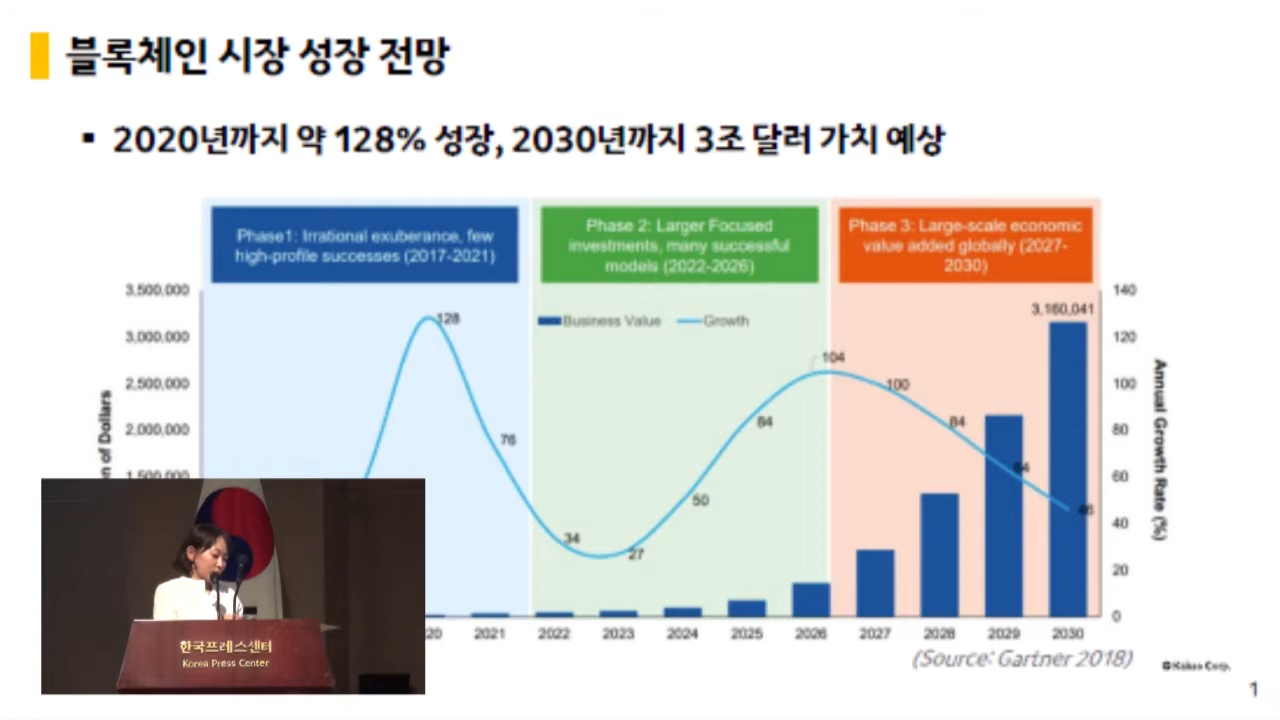 블록체인 시장 성장 전망
▪ 2020년까지 약 128% 성장, 2030년까지 3조 달러 가치 예상
Phase1: Irrational exuberance, few
high-profile successes (2017-2021)
Phase 2: Larger Focused
investments, many successful
models (2022-2026)
Phase 3: Large-scale economic
value added globally (2027-
2030)
3,500,000
3,000,000
2,500,000
2,000,000
1,500,000
n of Dollars
Business Value
Growth
128
76
34
27
50
84
104
100
84
64
46
3,160,041
140
120
100
80
60
40
20
0
Annual Growth Rate (%)
20 2021 2022 2023 2024 2025 2026 2027 2028 2029 2030
(Source: Gartner 2018)
© Kakao Corp.
1
한국프레스센터
Korea Press Center